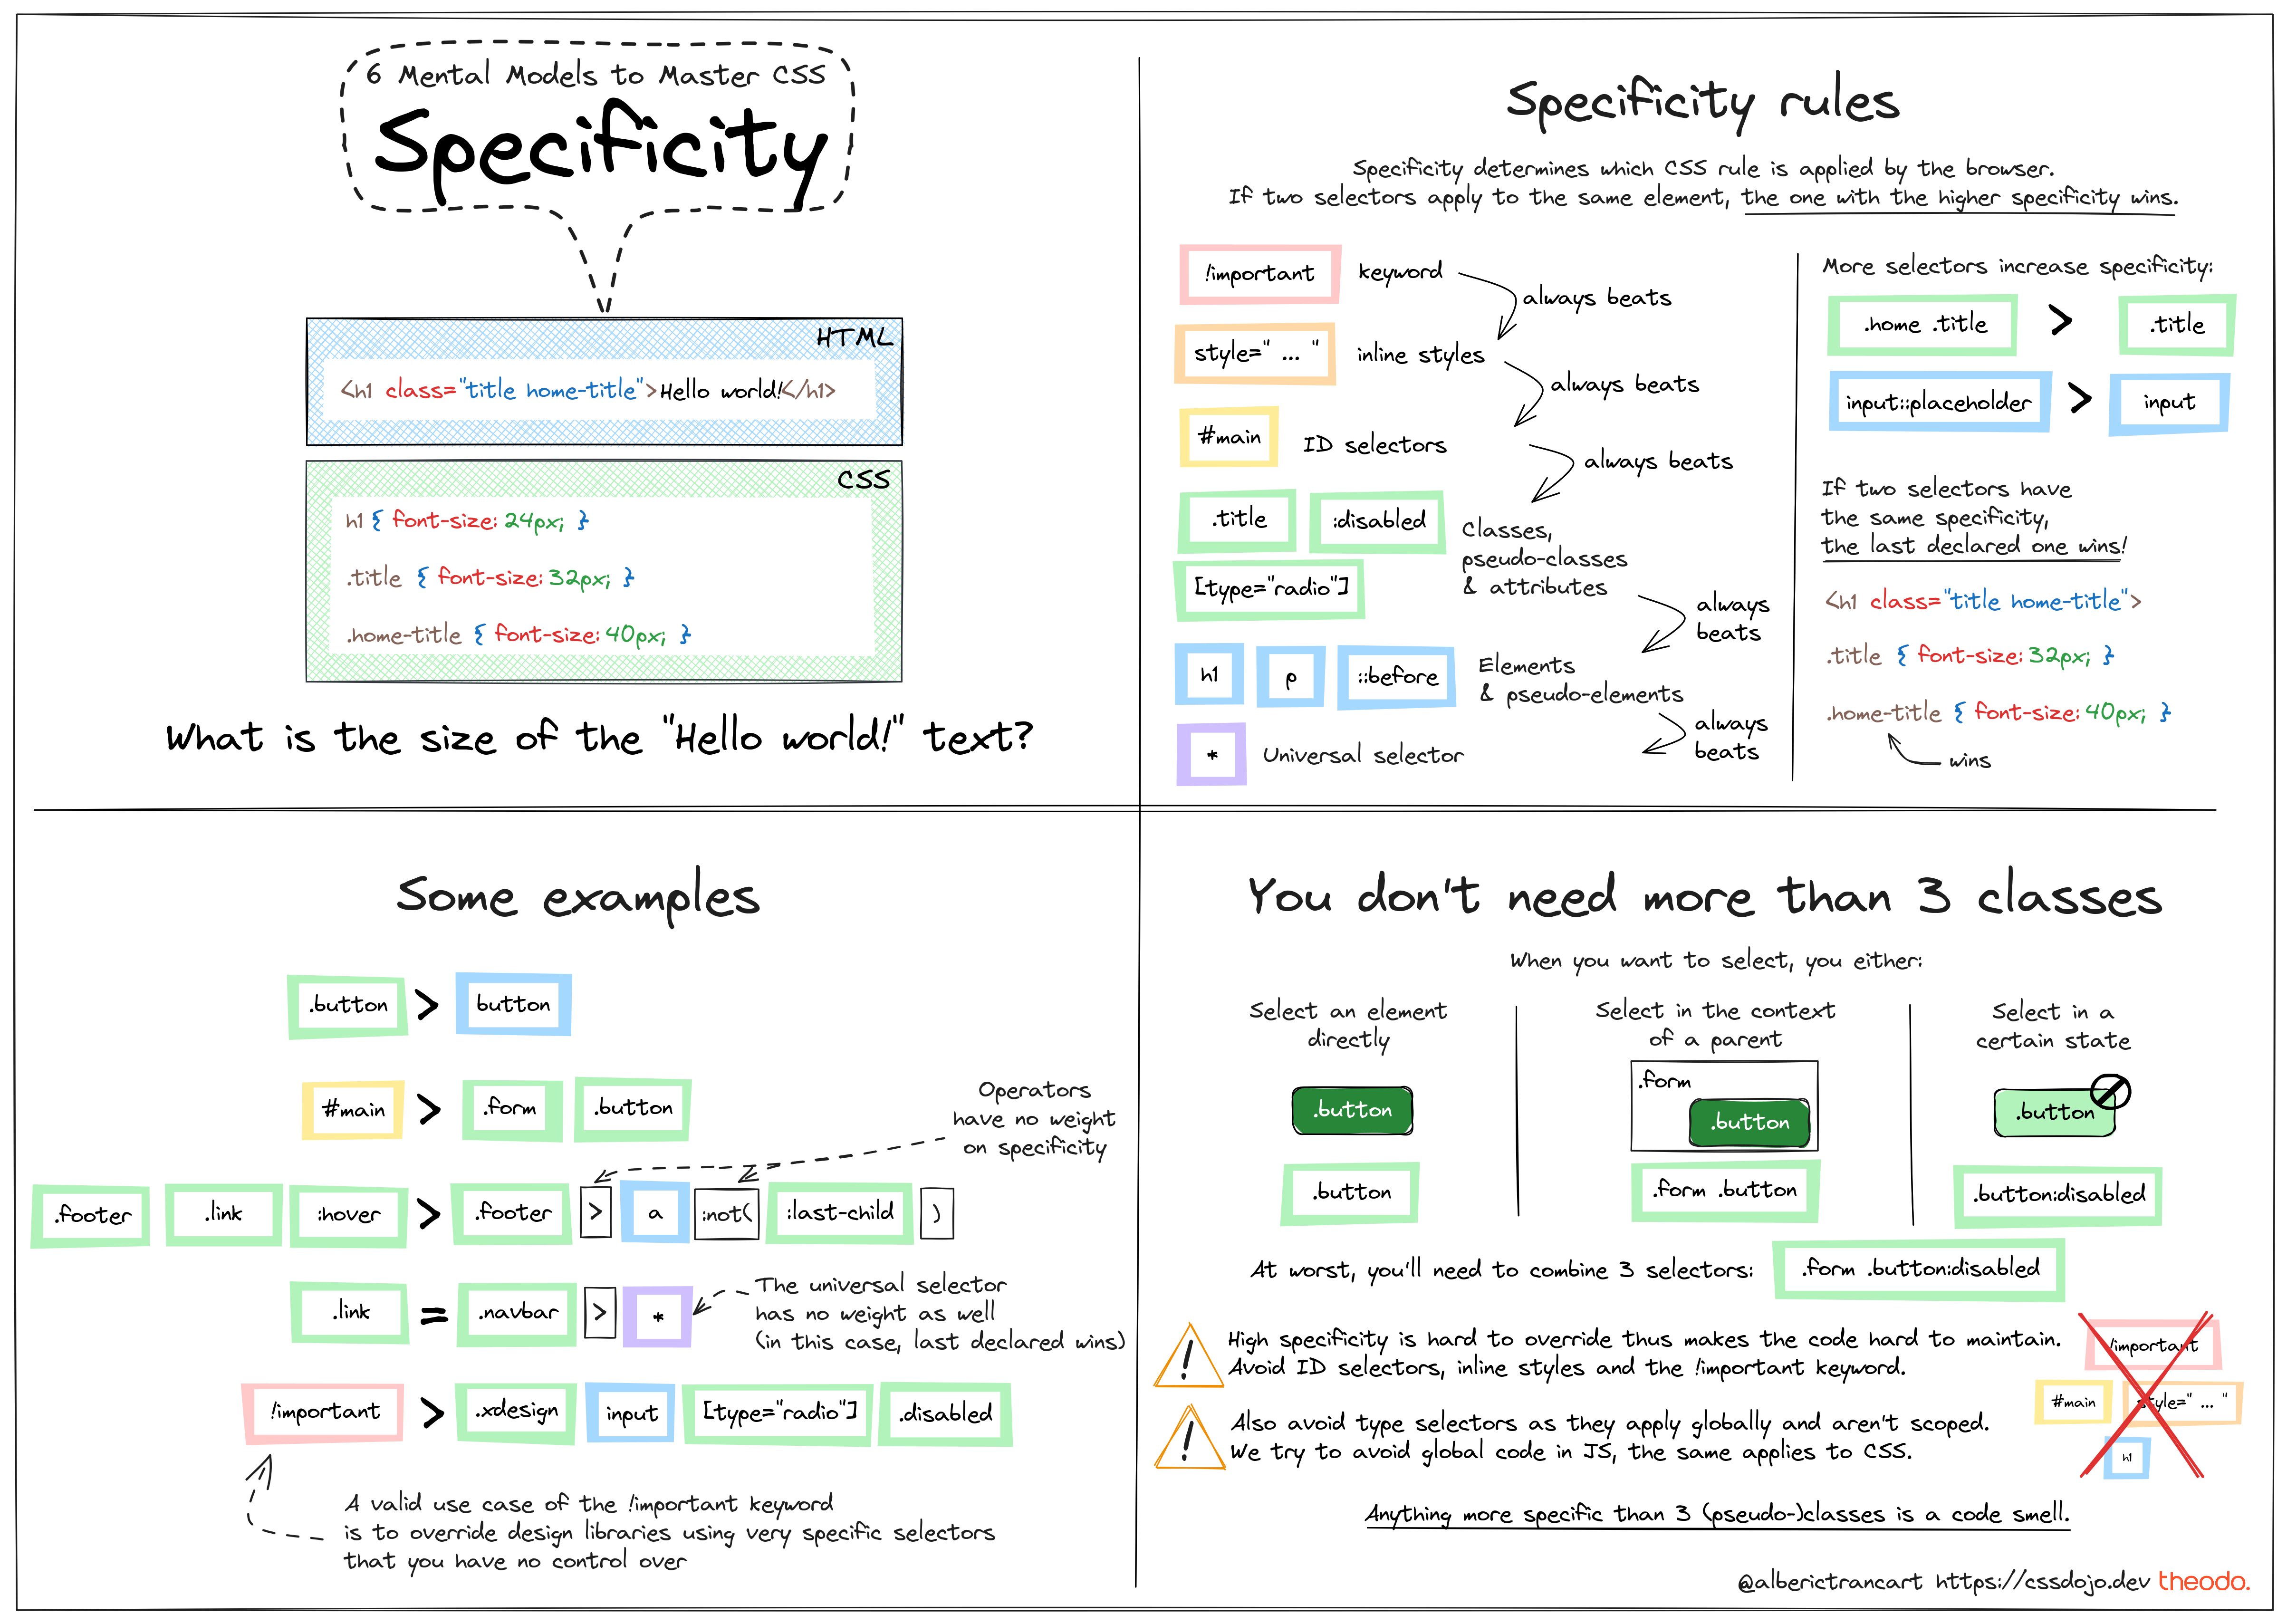 6 Mental Models to Master CSS
Specificity
HTML
<h1 class="title home-title">Hello world!</h1>
CSS
h1 { font-size: 24px; }
.title { font-size: 32px; }
.home-title { font-size: 40px; }
What is the size of the "Hello world!" text?
Specificity rules
Specificity determines which CSS rule is applied by the browser.
If two selectors apply to the same element, the one with the higher specificity wins.
!important keyword
always beats
style=" ... " inline styles
always beats
#main ID selectors
always beats
.title :disabled
[type="radio"]
Classes,
pseudo-classes
& attributes
always
beats
h1 p ::before
Elements
& pseudo-elements
always
beats
* Universal selector
More selectors increase specificity:
.home .title > .title
input::placeholder > input
If two selectors have
the same specificity,
the last declared one wins!
<h1 class="title home-title">
.title { font-size: 32px; }
.home-title { font-size: 40px; }
wins
Some examples
.button > button
#main > .form .button
Operators
have no weight
on specificity
.footer .link :hover > .footer > a :not( :last-child )
.link = .navbar > *
The universal selector
has no weight as well
(in this case, last declared wins)
!important > .xdesign input [type="radio"] .disabled
A valid use case of the !important keyword
is to override design libraries using very specific selectors
that you have no control over
You don't need more than 3 classes
When you want to select, you either:
Select an element
directly
.button
.button
Select in the context
of a parent
.form
.button
.form .button
Select in a
certain state
.button
.button:disabled
At worst, you'll need to combine 3 selectors: .form .button:disabled
! High specificity is hard to override thus makes the code hard to maintain.
Avoid ID selectors, inline styles and the !important keyword.
! Also avoid type selectors as they apply globally and aren't scoped.
We try to avoid global code in JS, the same applies to CSS.
!important
#main style=" ... "
h1
Anything more specific than 3 (pseudo-)classes is a code smell.
@alberictrancart https://cssdojo.dev theodo.